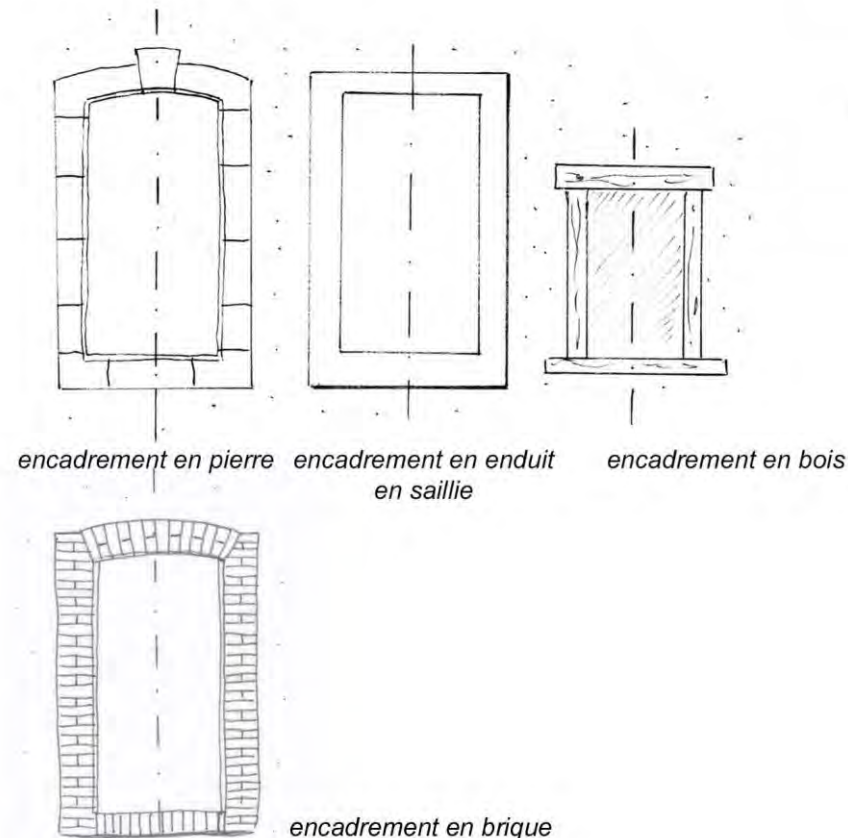 encadrement en pierre
encadrement en enduit
en saillie
encadrement en bois
encadrement en brique